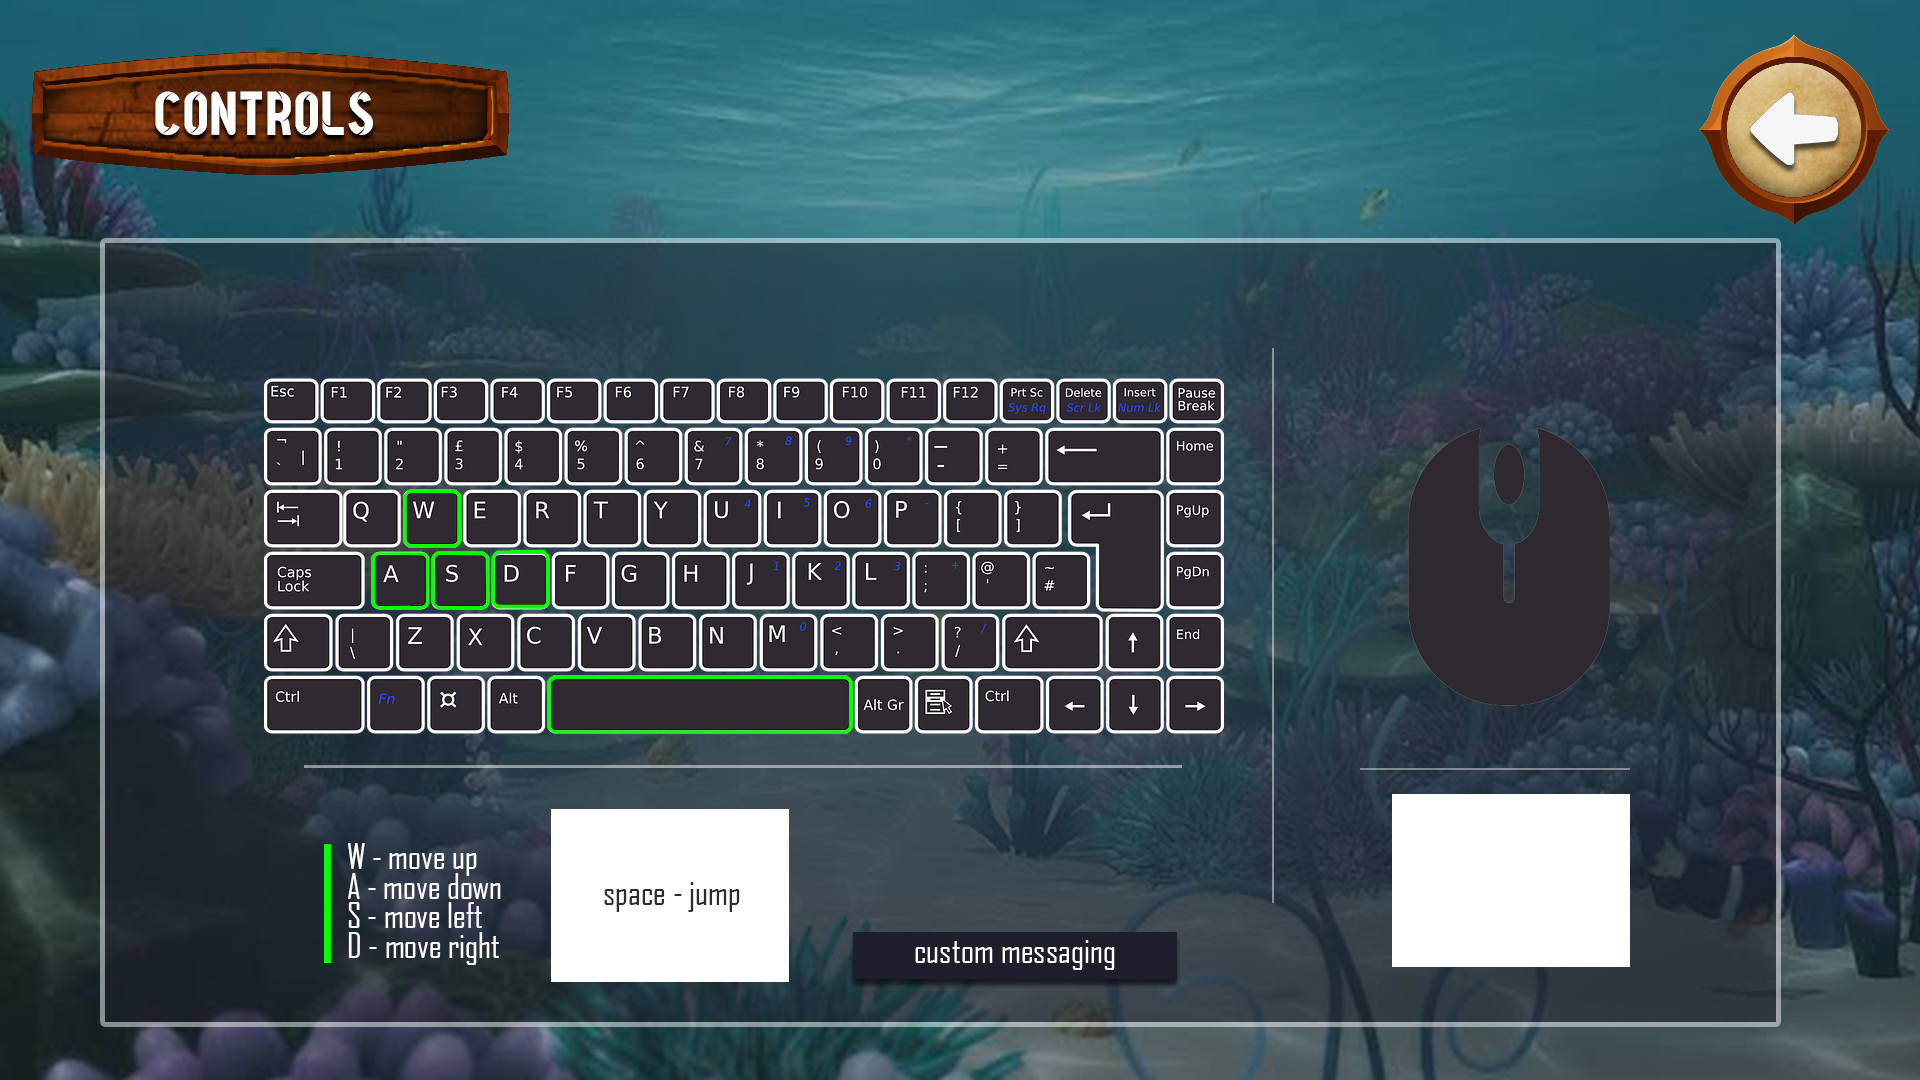 CONTROLS
Esc F1 F2 F3 F4 F5 F6 F7 F8 F9 F10 F11 F12 Prt Sc Delete Insert Pause
Sys Rq Scr Lk Num Lk Break
¬ ! " £ $ % ^ & 7 * 8 ( 9 ) * — + Home
` | 1 2 3 4 5 6 7 8 9 0 - =
Q W E R T Y U 4 I 5 O 6 P - { } PgUp
[ ]
Caps A S D F G H J 1 K 2 L 3 : + @ ~ PgDn
Lock ; ' #
| Z X C V B N M 0 < > ? / End
\ , . /
Ctrl Fn Alt Alt Gr Ctrl
W - move up
A - move down
S - move left
D - move right
space - jump
custom messaging